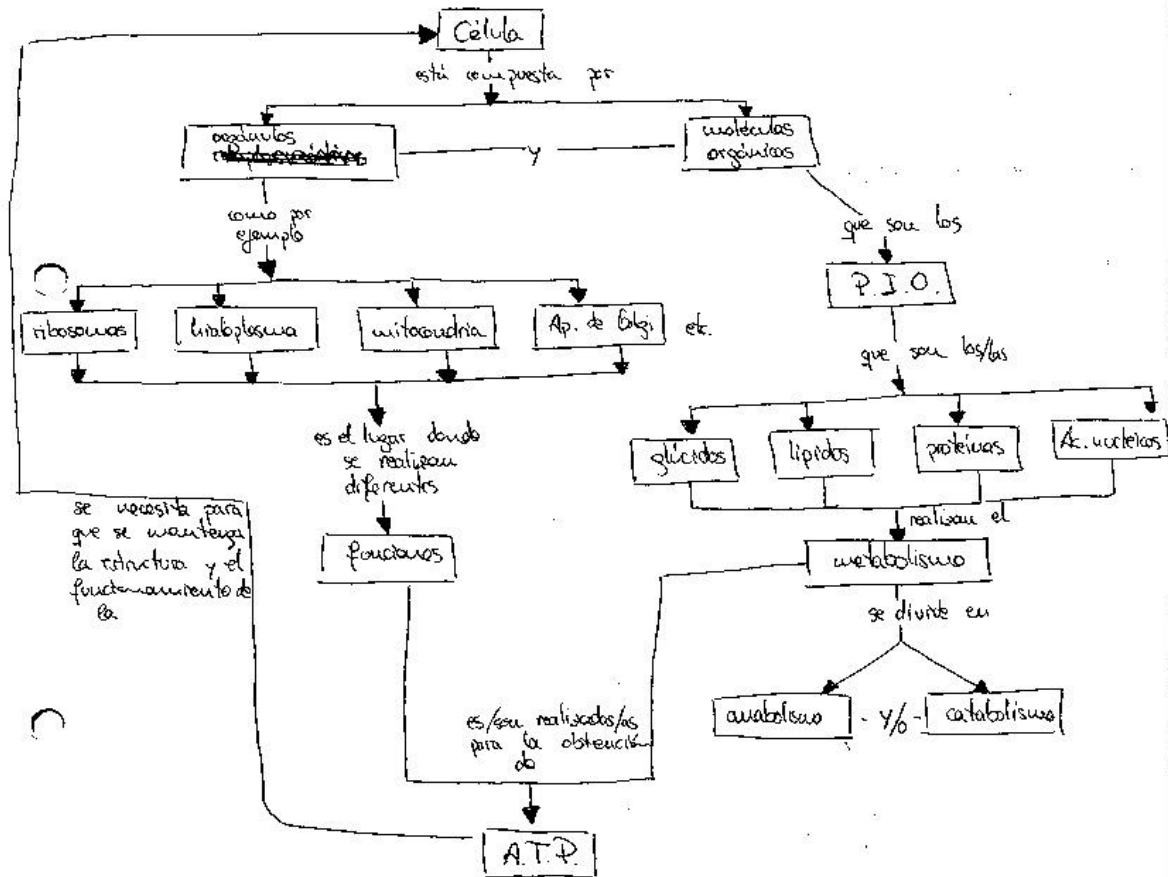 Célula
está compuesta por
orgánulos
y
moléculas
orgánicas
como por
ejemplo
que son los
P.I.O.
ribosomas
hialoplasma
mitocondria
Ap. de Golgi
etc.
que son los/las
glúcidos
lípidos
proteínas
Ac. nucleicos
es el lugar donde
se realizan
diferentes
funciones
realizan el
metabolismo
se divide en
anabolismo
- y/o -
catabolismo
se necesita para
que se mantenga
la estructura y el
funcionamiento de
la
es/son realizados/as
para la obtención
de
A.T.P.